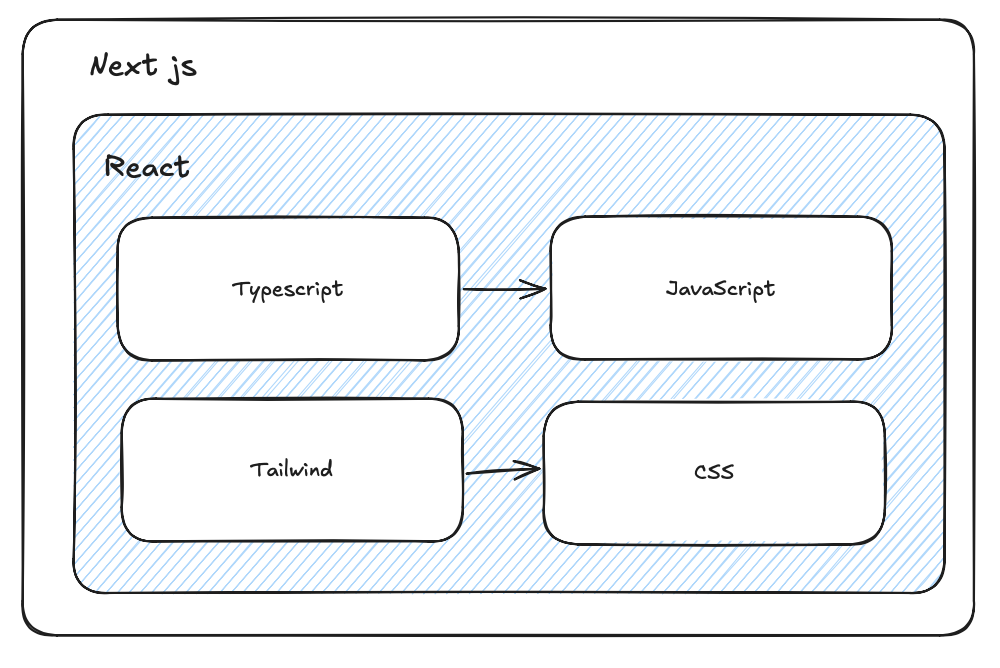 Next js
React
Typescript
JavaScript
Tailwind
CSS